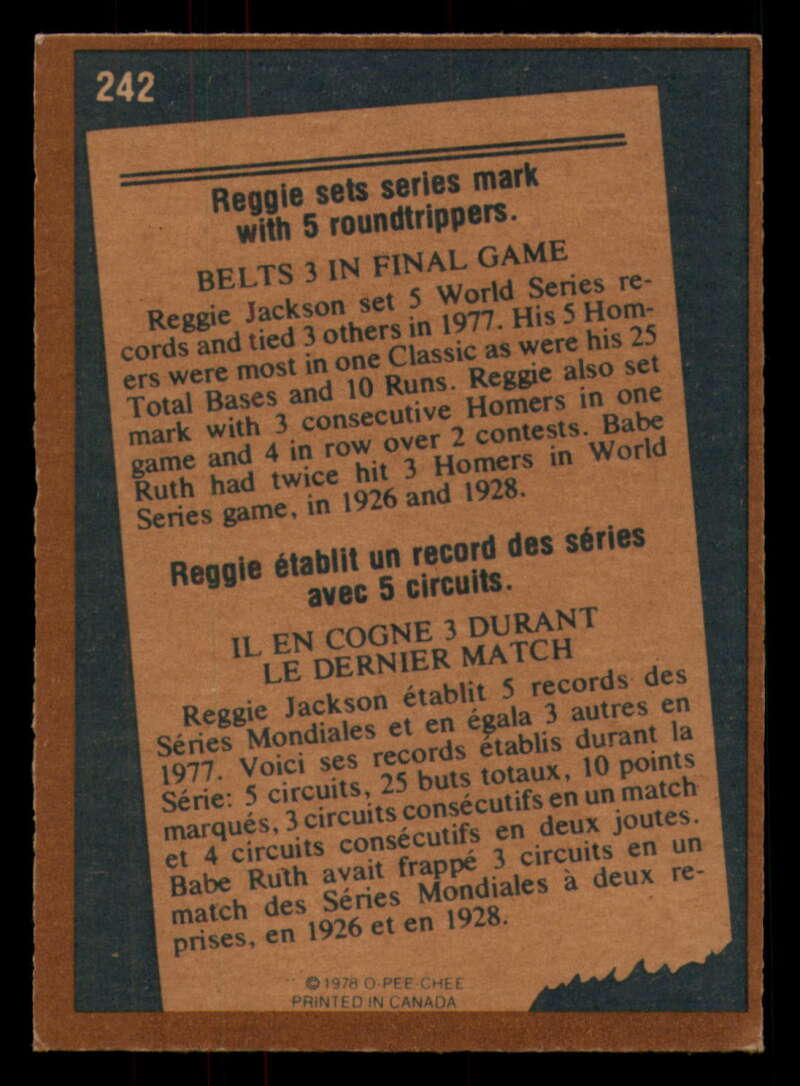 242
Reggie sets series mark
with 5 roundtrippers.
BELTS 3 IN FINAL GAME
Reggie Jackson set 5 World Series re-
cords and tied 3 others in 1977. His 5 Hom-
ers were most in one Classic as were his 25
Total Bases and 10 Runs. Reggie also set
mark with 3 consecutive Homers in one
game and 4 in row over 2 contests. Babe
Ruth had twice hit 3 Homers in World
Series game, in 1926 and 1928.
Reggie établit un record des séries
avec 5 circuits.
IL EN COGNE 3 DURANT
LE DERNIER MATCH
Reggie Jackson établit 5 records des
Séries Mondiales et en égala 3 autres en
1977. Voici ses records établis durant la
Série: 5 circuits, 25 buts totaux, 10 points
marqués, 3 circuits consécutifs en un match
et 4 circuits consécutifs en deux joutes.
Babe Ruth avait frappé 3 circuits en un
match des Séries Mondiales à deux re-
prises, en 1926 et en 1928.
© 1978 O-PEE-CHEE
PRINTED IN CANADA